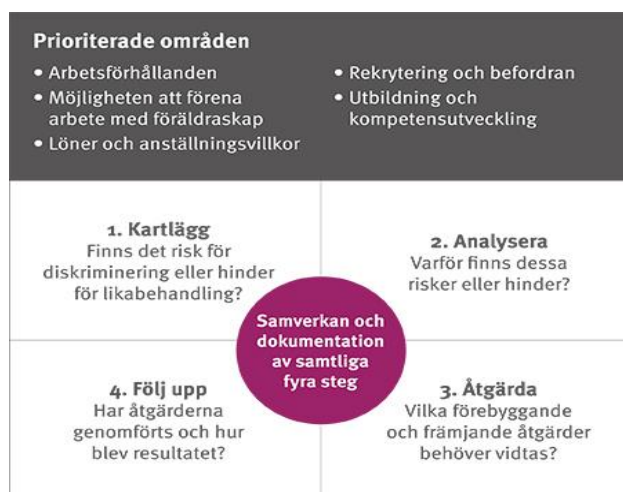 Prioriterade områden
• Arbetsförhållanden
• Möjligheten att förena
arbete med föräldraskap
• Löner och anställningsvillkor
• Rekrytering och befordran
• Utbildning och
kompetensutveckling
1. Kartlägg
Finns det risk för
diskriminering eller hinder
för likabehandling?
2. Analysera
Varför finns dessa
risker eller hinder?
Samverkan och
dokumentation
av samtliga
fyra steg
4. Följ upp
Har åtgärderna
genomförts och hur
blev resultatet?
3. Åtgärda
Vilka förebyggande
och främjande åtgärder
behöver vidtas?